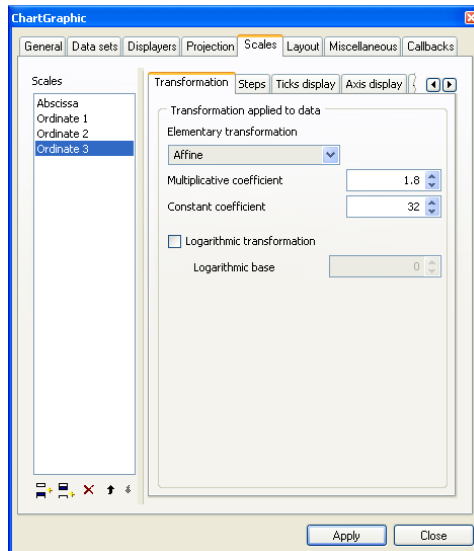 ChartGraphic
General Data sets Displayers Projection Scales Layout Miscellaneous Callbacks
Scales
Abscissa
Ordinate 1
Ordinate 2
Ordinate 3
Transformation Steps Ticks display Axis display
Transformation applied to data
Elementary transformation
Affine
Multiplicative coefficient 1.8
Constant coefficient 32
Logarithmic transformation
Logarithmic base 0
Apply Close